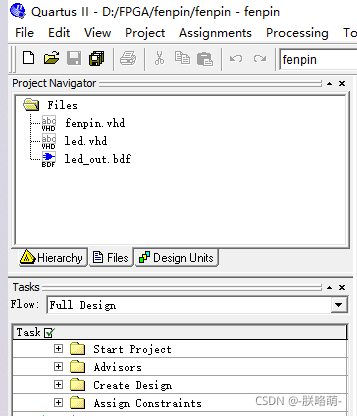 Quartus II - D:/FPGA/fenpin/fenpin - fenpin
File Edit View Project Assignments Processing To
fenpin
Project Navigator
Files
abc VHD fenpin.vhd
abc VHD led.vhd
BDF led_out.bdf
Hierarchy Files Design Units
Tasks
Flow: Full Design
Task
Start Project
Advisors
Create Design
Assign Constraints
CSDN @-朕略萌-